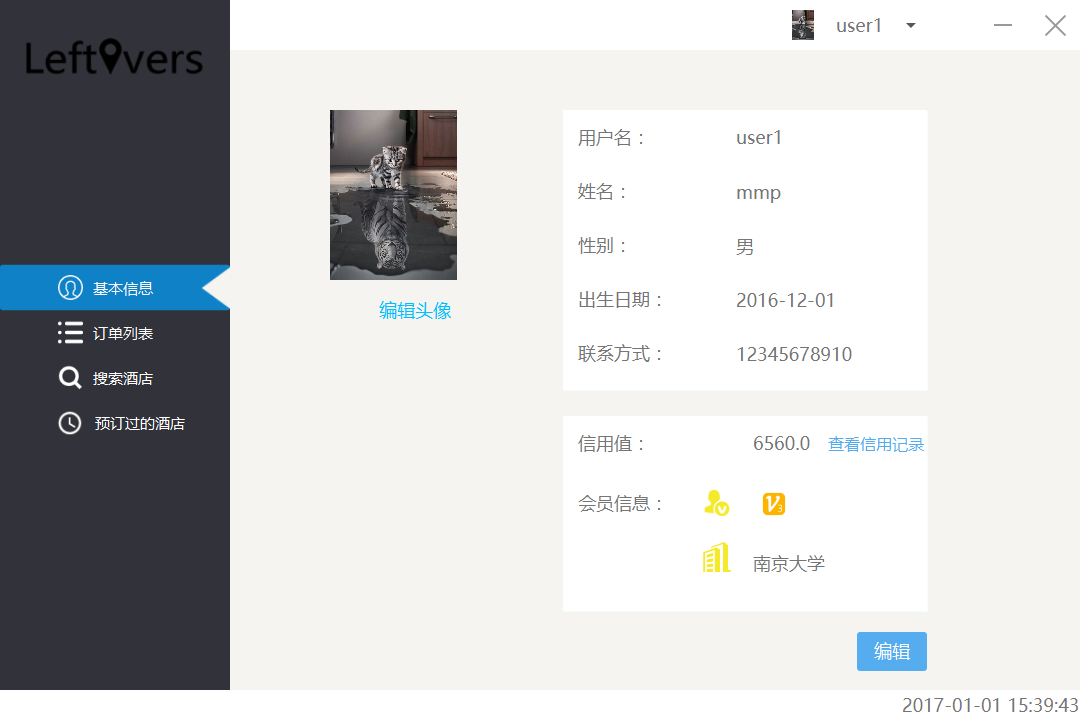 LeftOvers
user1
基本信息
订单列表
搜索酒店
预订过的酒店
编辑头像
用户名： user1
姓名： mmp
性别： 男
出生日期： 2016-12-01
联系方式： 12345678910
信用值： 6560.0 查看信用记录
会员信息： V3
南京大学
编辑
2017-01-01 15:39:43